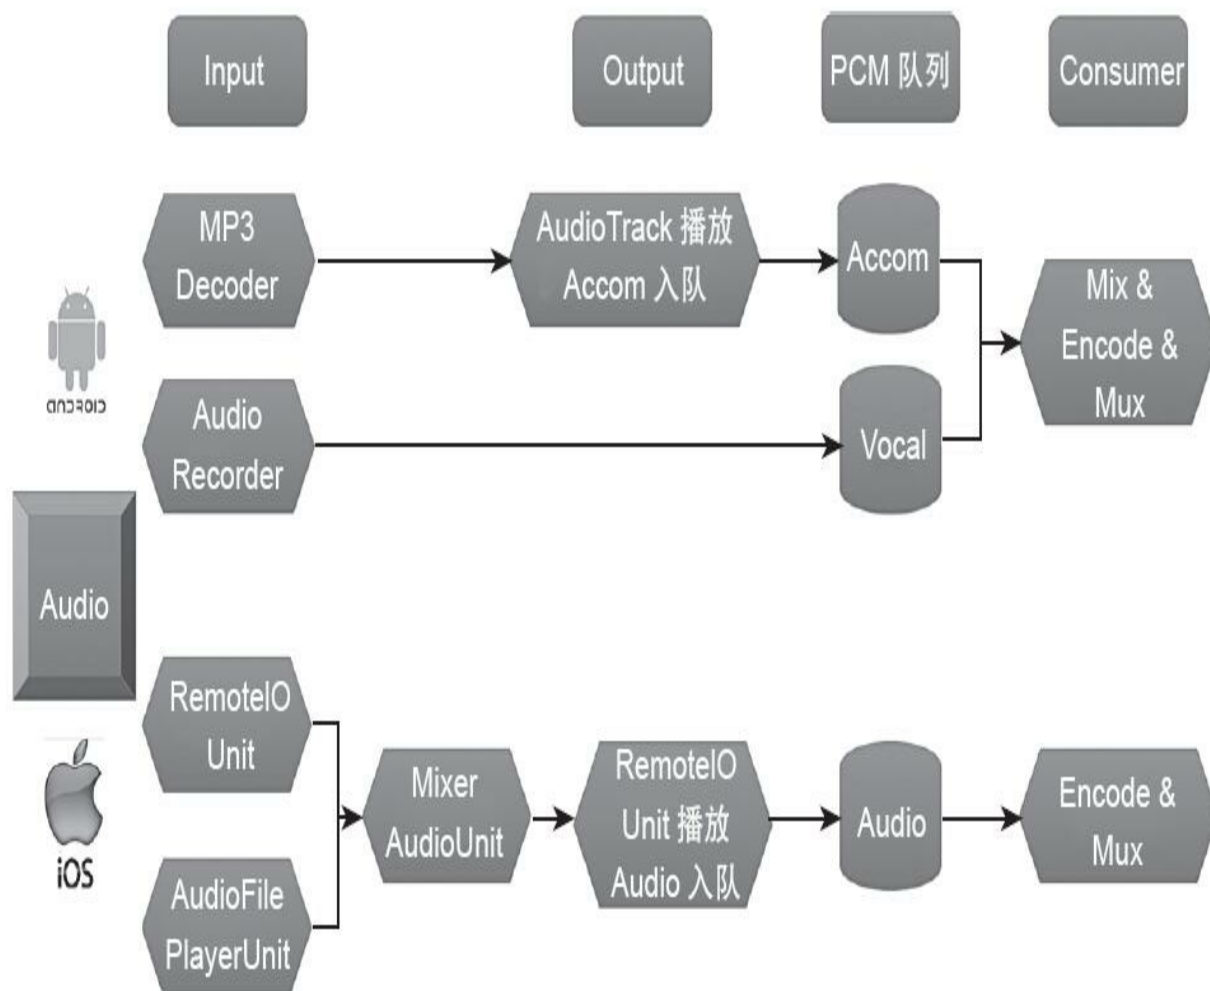 Input
Output
PCM 队列
Consumer
MP3
Decoder
AudioTrack 播放
Accom 入队
Accom
Mix &
Encode &
Mux
ANDROID
Audio
Recorder
Vocal
Audio
RemoteIO
Unit
Mixer
AudioUnit
RemoteIO
Unit 播放
Audio 入队
Audio
Encode &
Mux
iOS
AudioFile
PlayerUnit